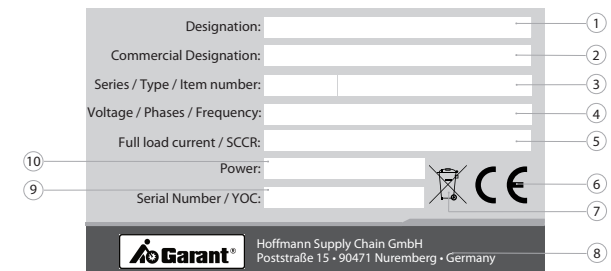 Designation: 1
Commercial Designation: 2
Series / Type / Item number: 3
Voltage / Phases / Frequency: 4
Full load current / SCCR: 5
10 Power:
9 Serial Number / YOC:
CE 6
7
Garant®
Hoffmann Supply Chain GmbH
Poststraße 15 • 90471 Nuremberg • Germany 8